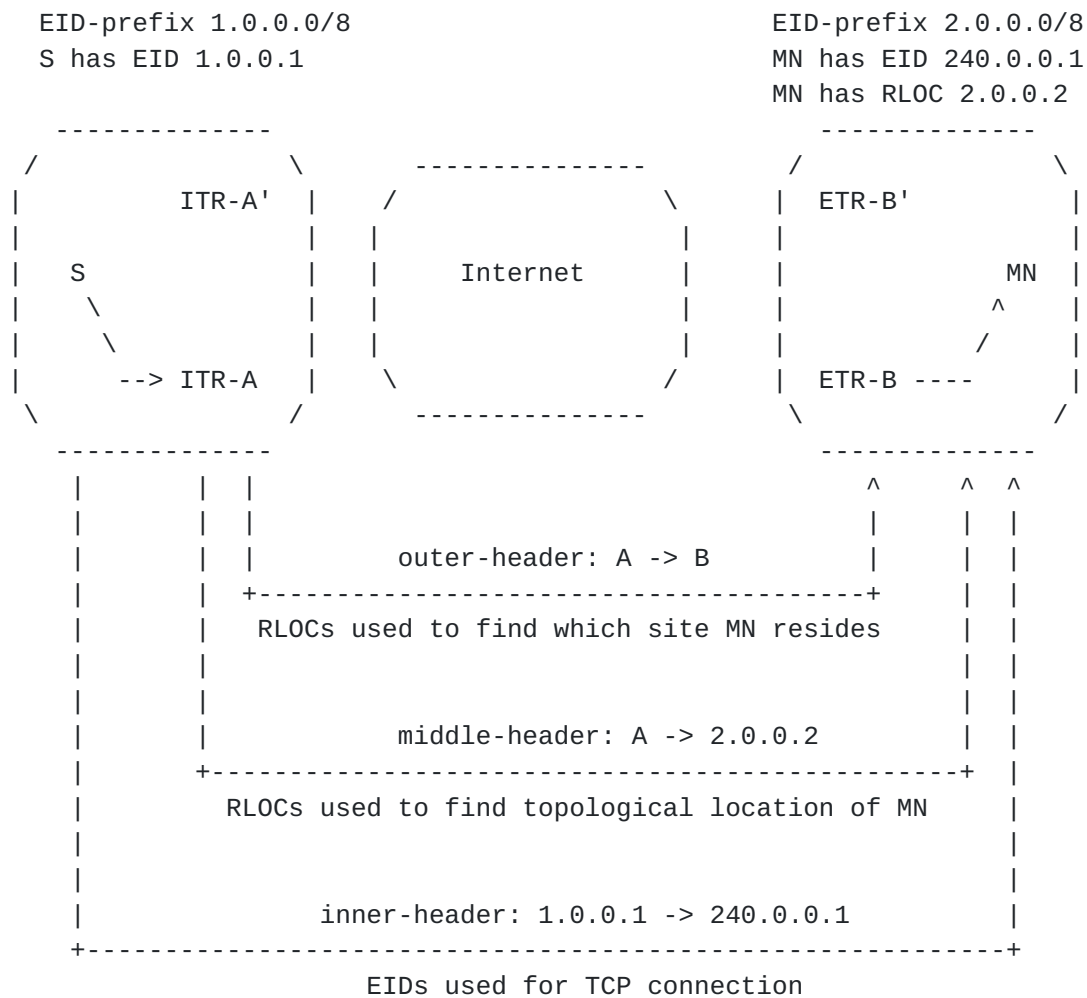 EID-prefix 1.0.0.0/8 EID-prefix 2.0.0.0/8
S has EID 1.0.0.1 MN has EID 240.0.0.1
MN has RLOC 2.0.0.2
ITR-A' ETR-B'
S Internet MN
--> ITR-A ETR-B ----
outer-header: A -> B
RLOCs used to find which site MN resides
middle-header: A -> 2.0.0.2
RLOCs used to find topological location of MN
inner-header: 1.0.0.1 -> 240.0.0.1
EIDs used for TCP connection